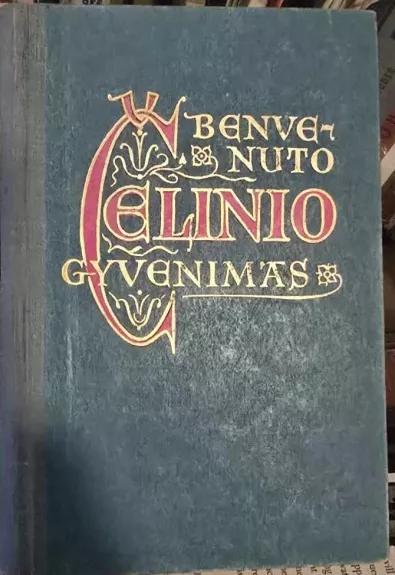 BENVE-
NUTO
CELINIO
GYVENIMAS